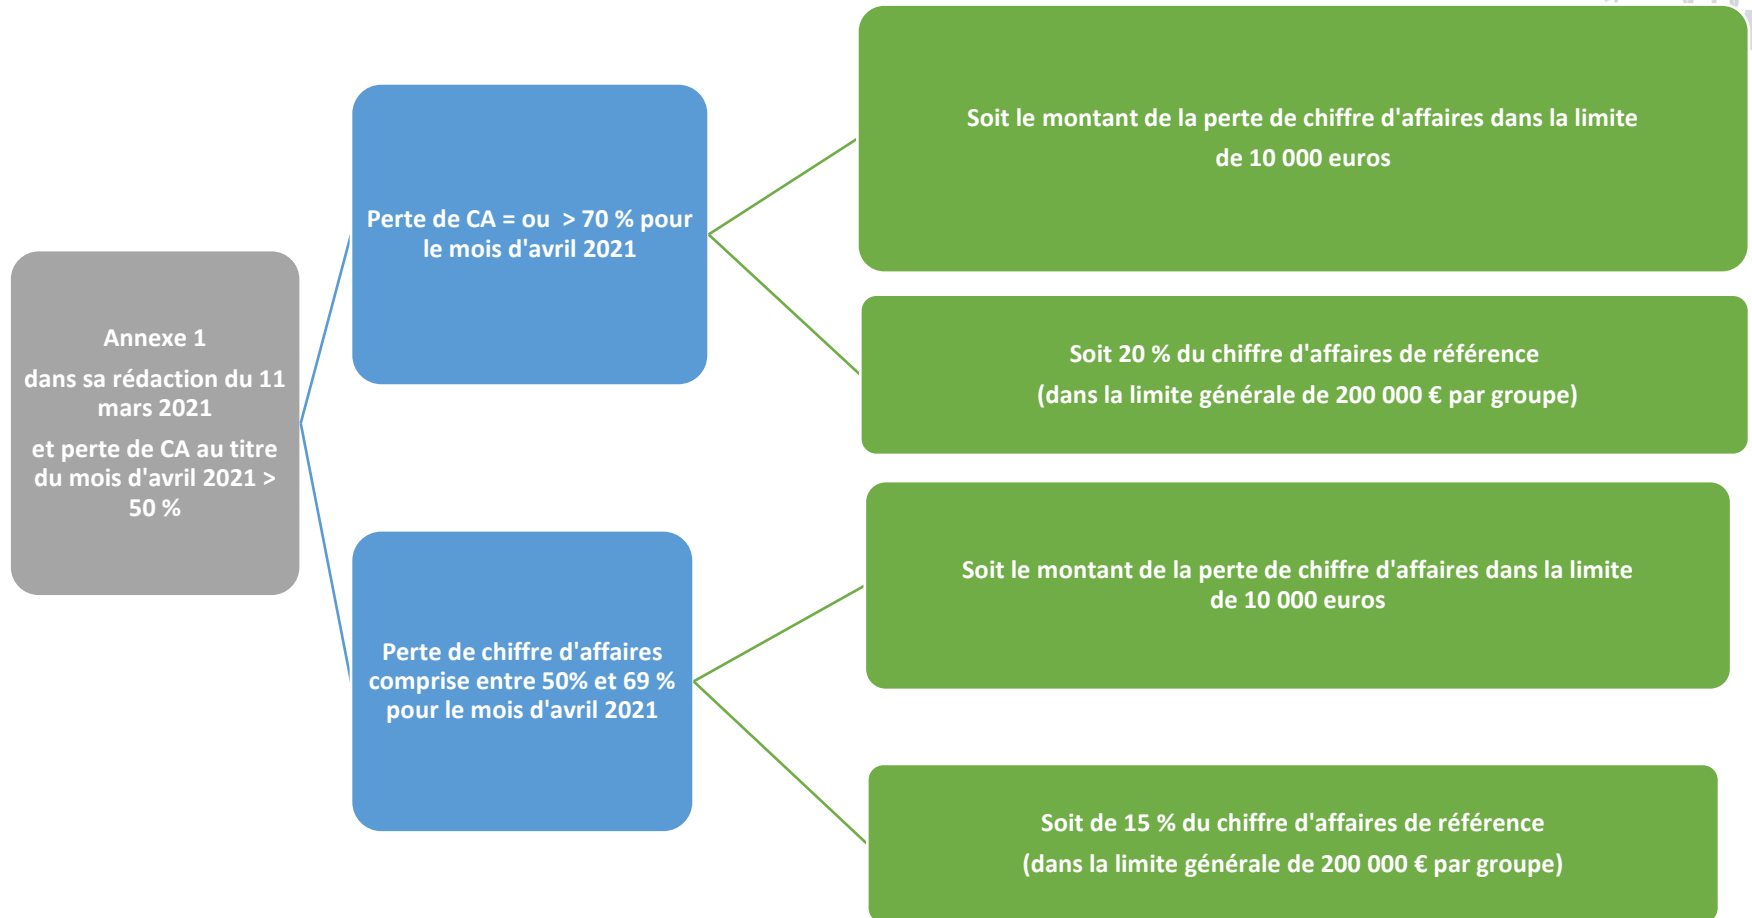 Annexe 1
dans sa rédaction du 11
mars 2021
et perte de CA au titre
du mois d'avril 2021 >
50 %
Perte de CA = ou  > 70 % pour
le mois d'avril 2021
Soit le montant de la perte de chiffre d'affaires dans la limite
de 10 000 euros
Soit 20 % du chiffre d'affaires de référence
(dans la limite générale de 200 000 € par groupe)
Perte de chiffre d'affaires
comprise entre 50% et 69 %
pour le mois d'avril 2021
Soit le montant de la perte de chiffre d'affaires dans la limite
de 10 000 euros
Soit de 15 % du chiffre d'affaires de référence
(dans la limite générale de 200 000 € par groupe)